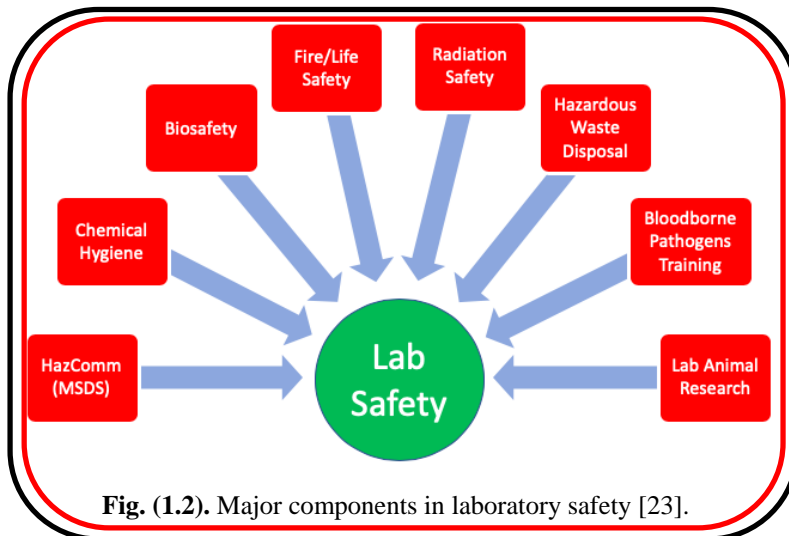 Fire/Life
Safety
Radiation
Safety
Biosafety
Hazardous
Waste
Disposal
Chemical
Hygiene
Bloodborne
Pathogens
Training
HazComm
(MSDS)
Lab
Safety
Lab Animal
Research
Fig. (1.2). Major components in laboratory safety [23].